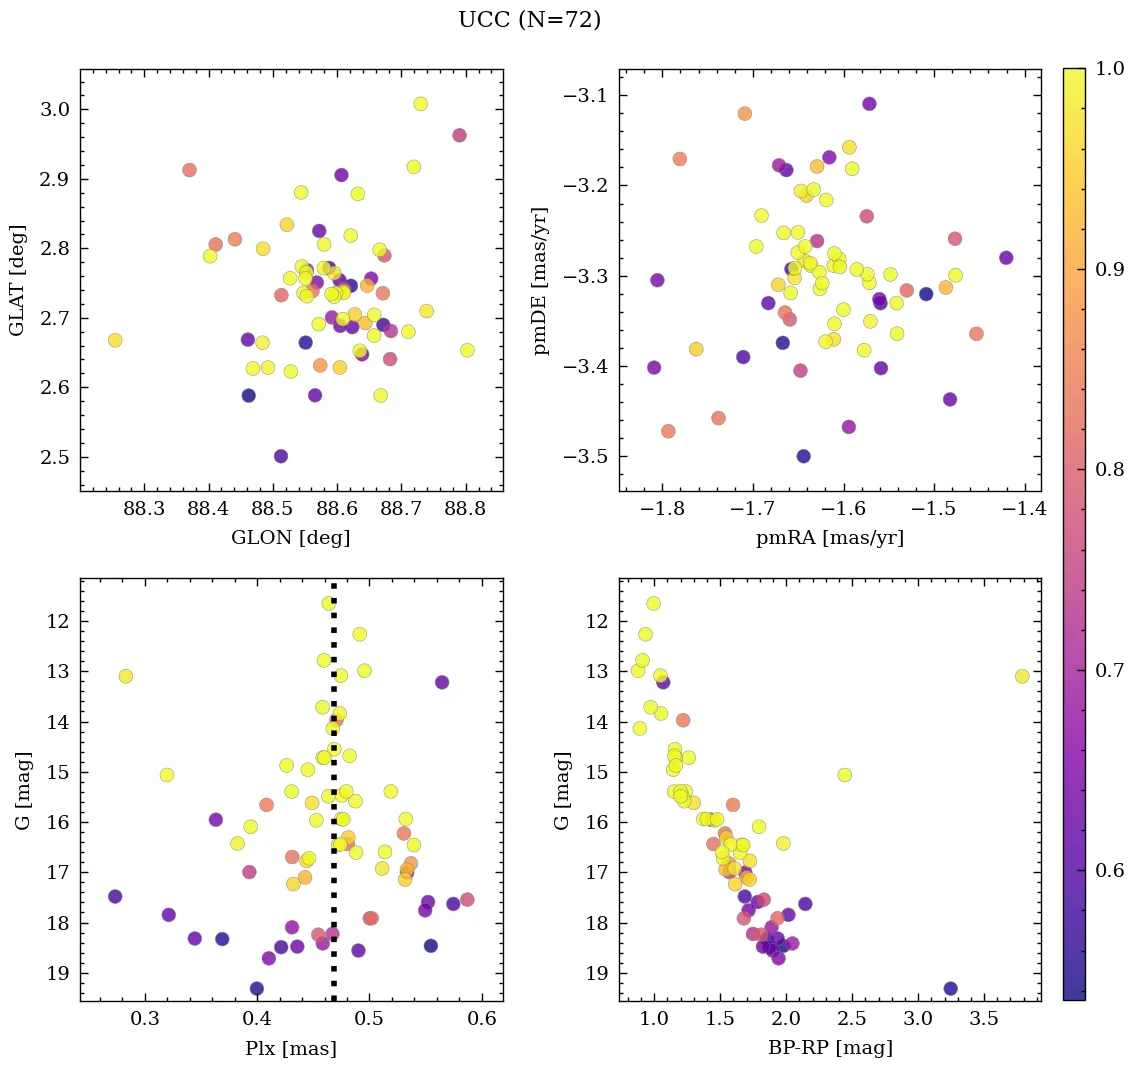 UCC (N=72)
3.0
2.9
2.8
2.7
2.6
2.5
GLAT [deg]
88.3 88.4 88.5 88.6 88.7 88.8
GLON [deg]
−3.1
−3.2
−3.3
−3.4
−3.5
pmDE [mas/yr]
−1.8 −1.7 −1.6 −1.5 −1.4
pmRA [mas/yr]
12
13
14
15
16
17
18
19
G [mag]
0.3 0.4 0.5 0.6
Plx [mas]
12
13
14
15
16
17
18
19
G [mag]
1.0 1.5 2.0 2.5 3.0 3.5
BP-RP [mag]
1.0
0.9
0.8
0.7
0.6